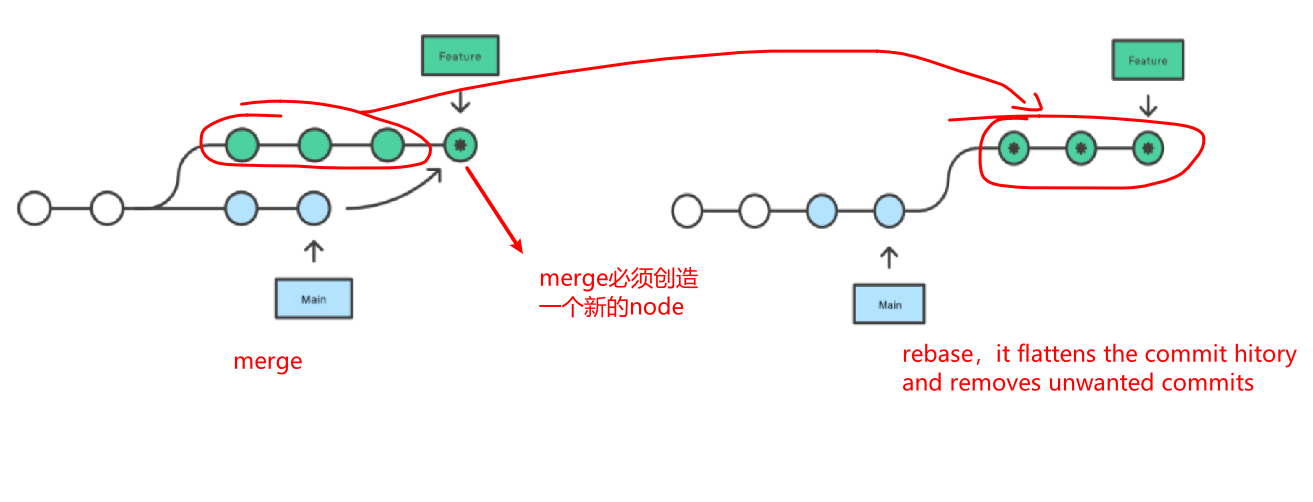 Feature
Feature
Main
merge必须创造
一个新的node
Main
merge
rebase，it flattens the commit hitory
and removes unwanted commits